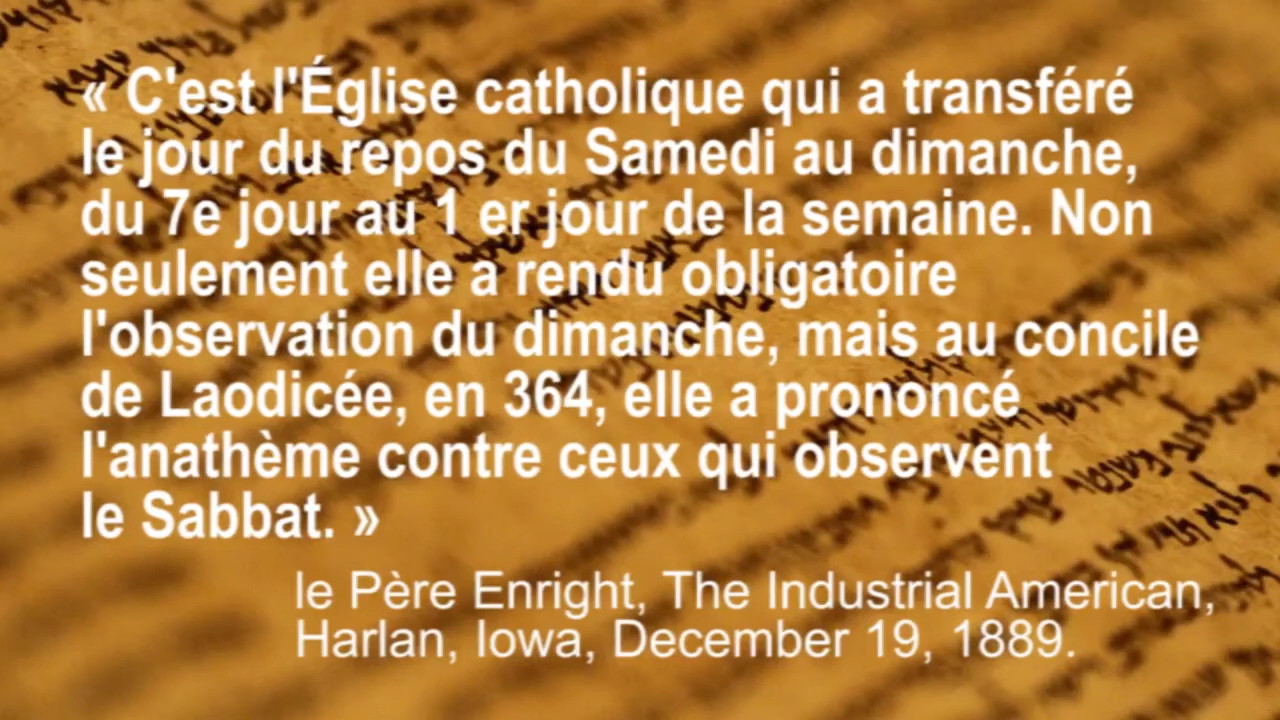 « C'est l'Église catholique qui a transféré
le jour du repos du Samedi au dimanche,
du 7e jour au 1 er jour de la semaine. Non
seulement elle a rendu obligatoire
l'observation du dimanche, mais au concile
de Laodicée, en 364, elle a prononcé
l'anathème contre ceux qui observent
le Sabbat. »
le Père Enright, The Industrial American,
Harlan, Iowa, December 19, 1889.